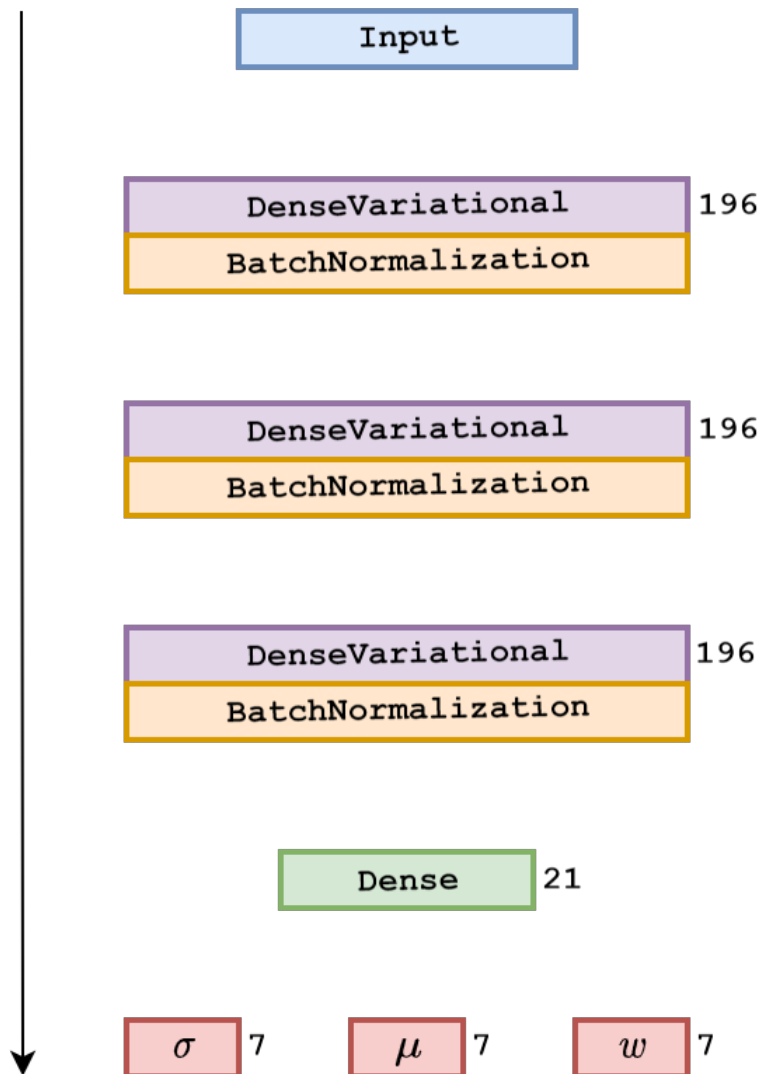 Input
DenseVariational 196
BatchNormalization
DenseVariational 196
BatchNormalization
DenseVariational 196
BatchNormalization
Dense 21
σ 7 μ 7 w 7